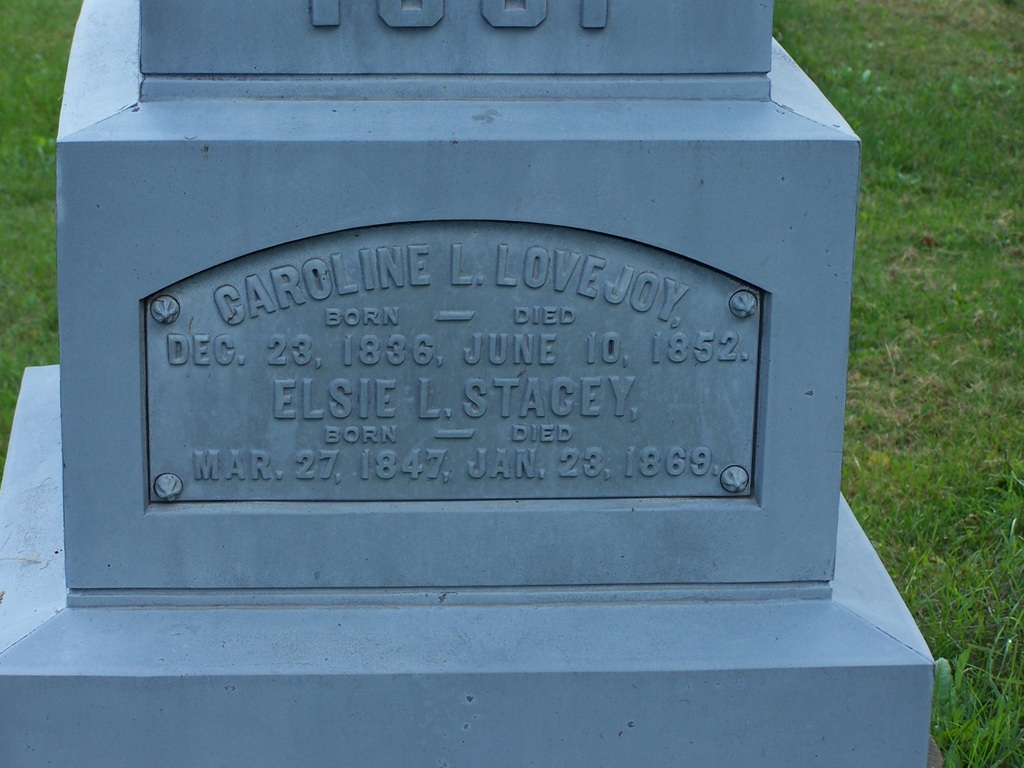 CAROLINE L. LOVEJOY,
BORN — DIED
DEC. 23, 1836, JUNE 10, 1852.
ELSIE L. STACEY,
BORN — DIED
MAR. 27, 1847, JAN. 23, 1869.